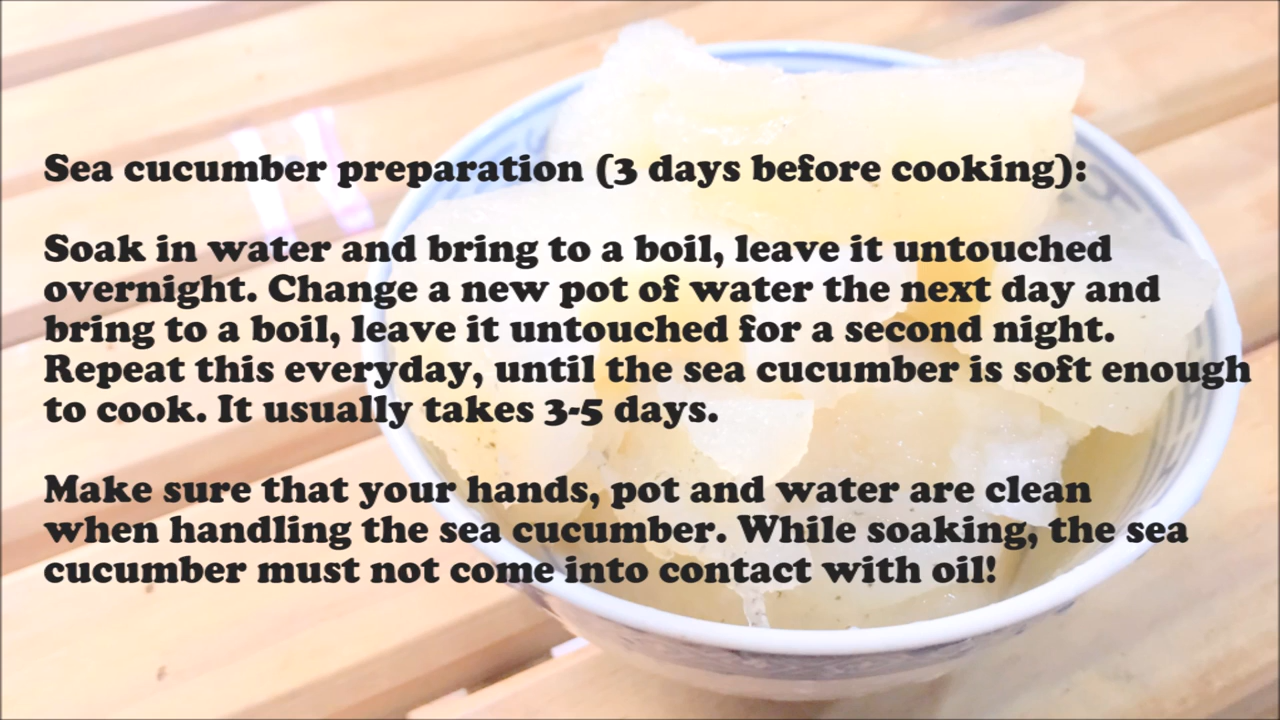 Sea cucumber preparation (3 days before cooking):
Soak in water and bring to a boil, leave it untouched
overnight. Change a new pot of water the next day and
bring to a boil, leave it untouched for a second night.
Repeat this everyday, until the sea cucumber is soft enough
to cook. It usually takes 3-5 days.
Make sure that your hands, pot and water are clean
when handling the sea cucumber. While soaking, the sea
cucumber must not come into contact with oil!